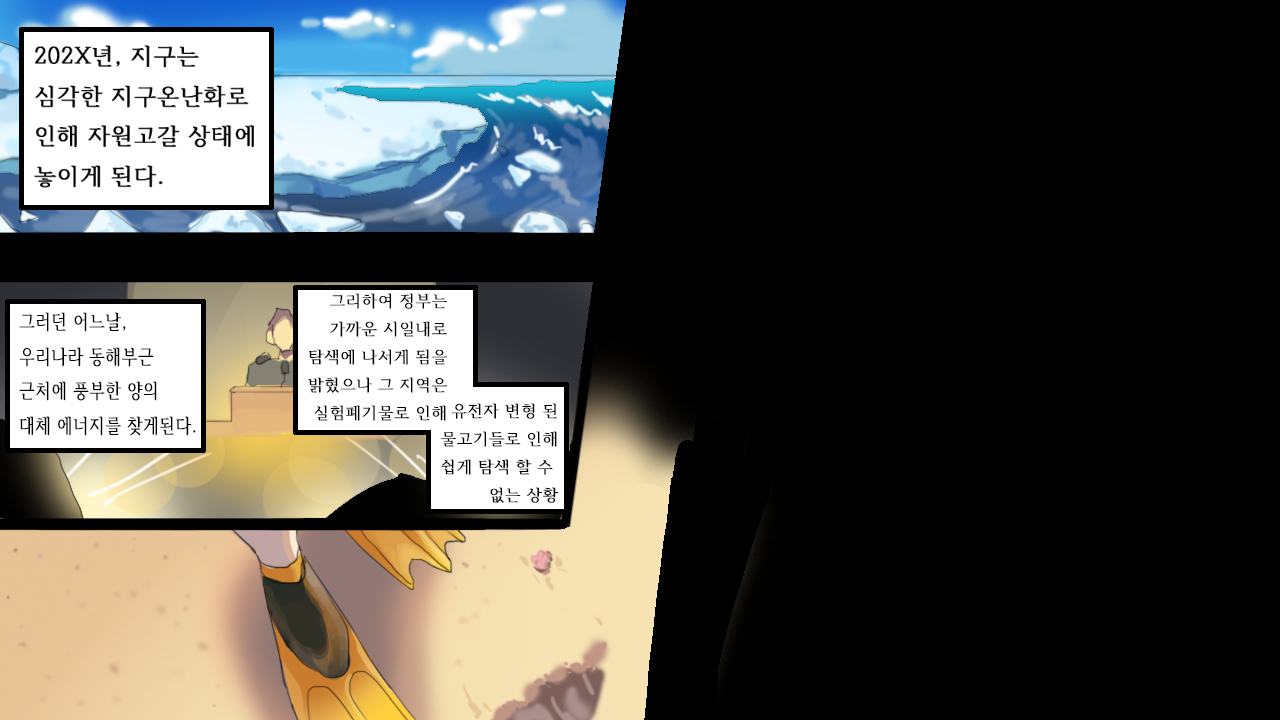 202X년, 지구는
심각한 지구온난화로
인해 자원고갈 상태에
놓이게 된다.
그러던 어느날,
우리나라 동해부근
근처에 풍부한 양의
대체 에너지를 찾게된다.
그리하여 정부는
가까운 시일내로
탐색에 나서게 됨을
밝혔으나 그 지역은
실험폐기물로 인해
유전자 변형 된
물고기들로 인해
쉽게 탐색 할 수
없는 상황